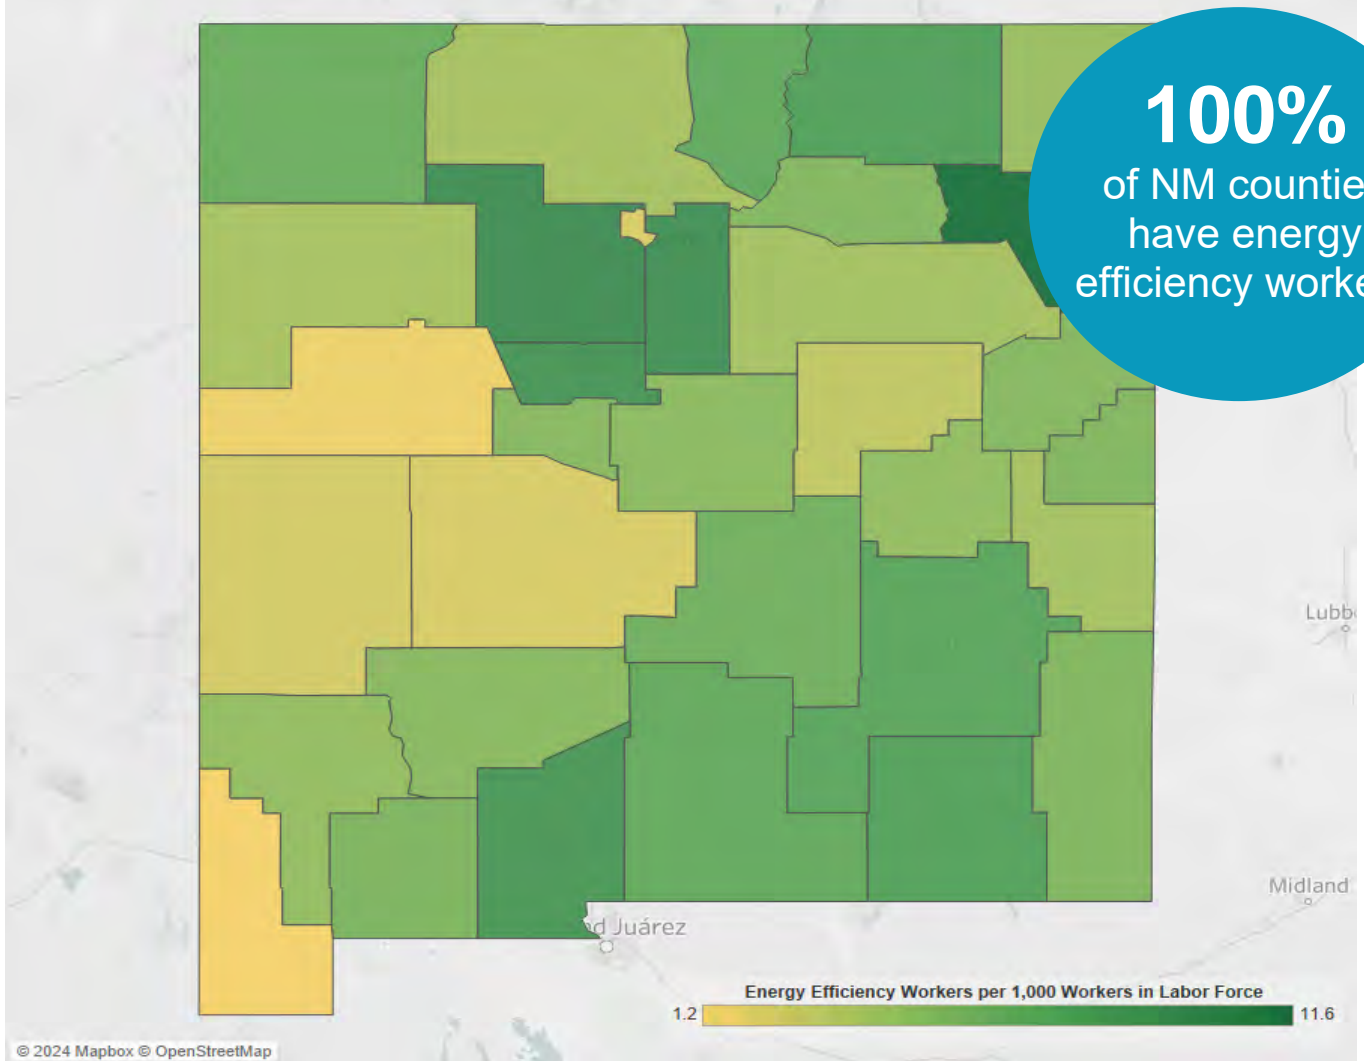 100%
of NM countie
have energy
efficiency worke
Lubb
Midland
d Juárez
Energy Efficiency Workers per 1,000 Workers in Labor Force
1.2
11.6
© 2024 Mapbox © OpenStreetMap